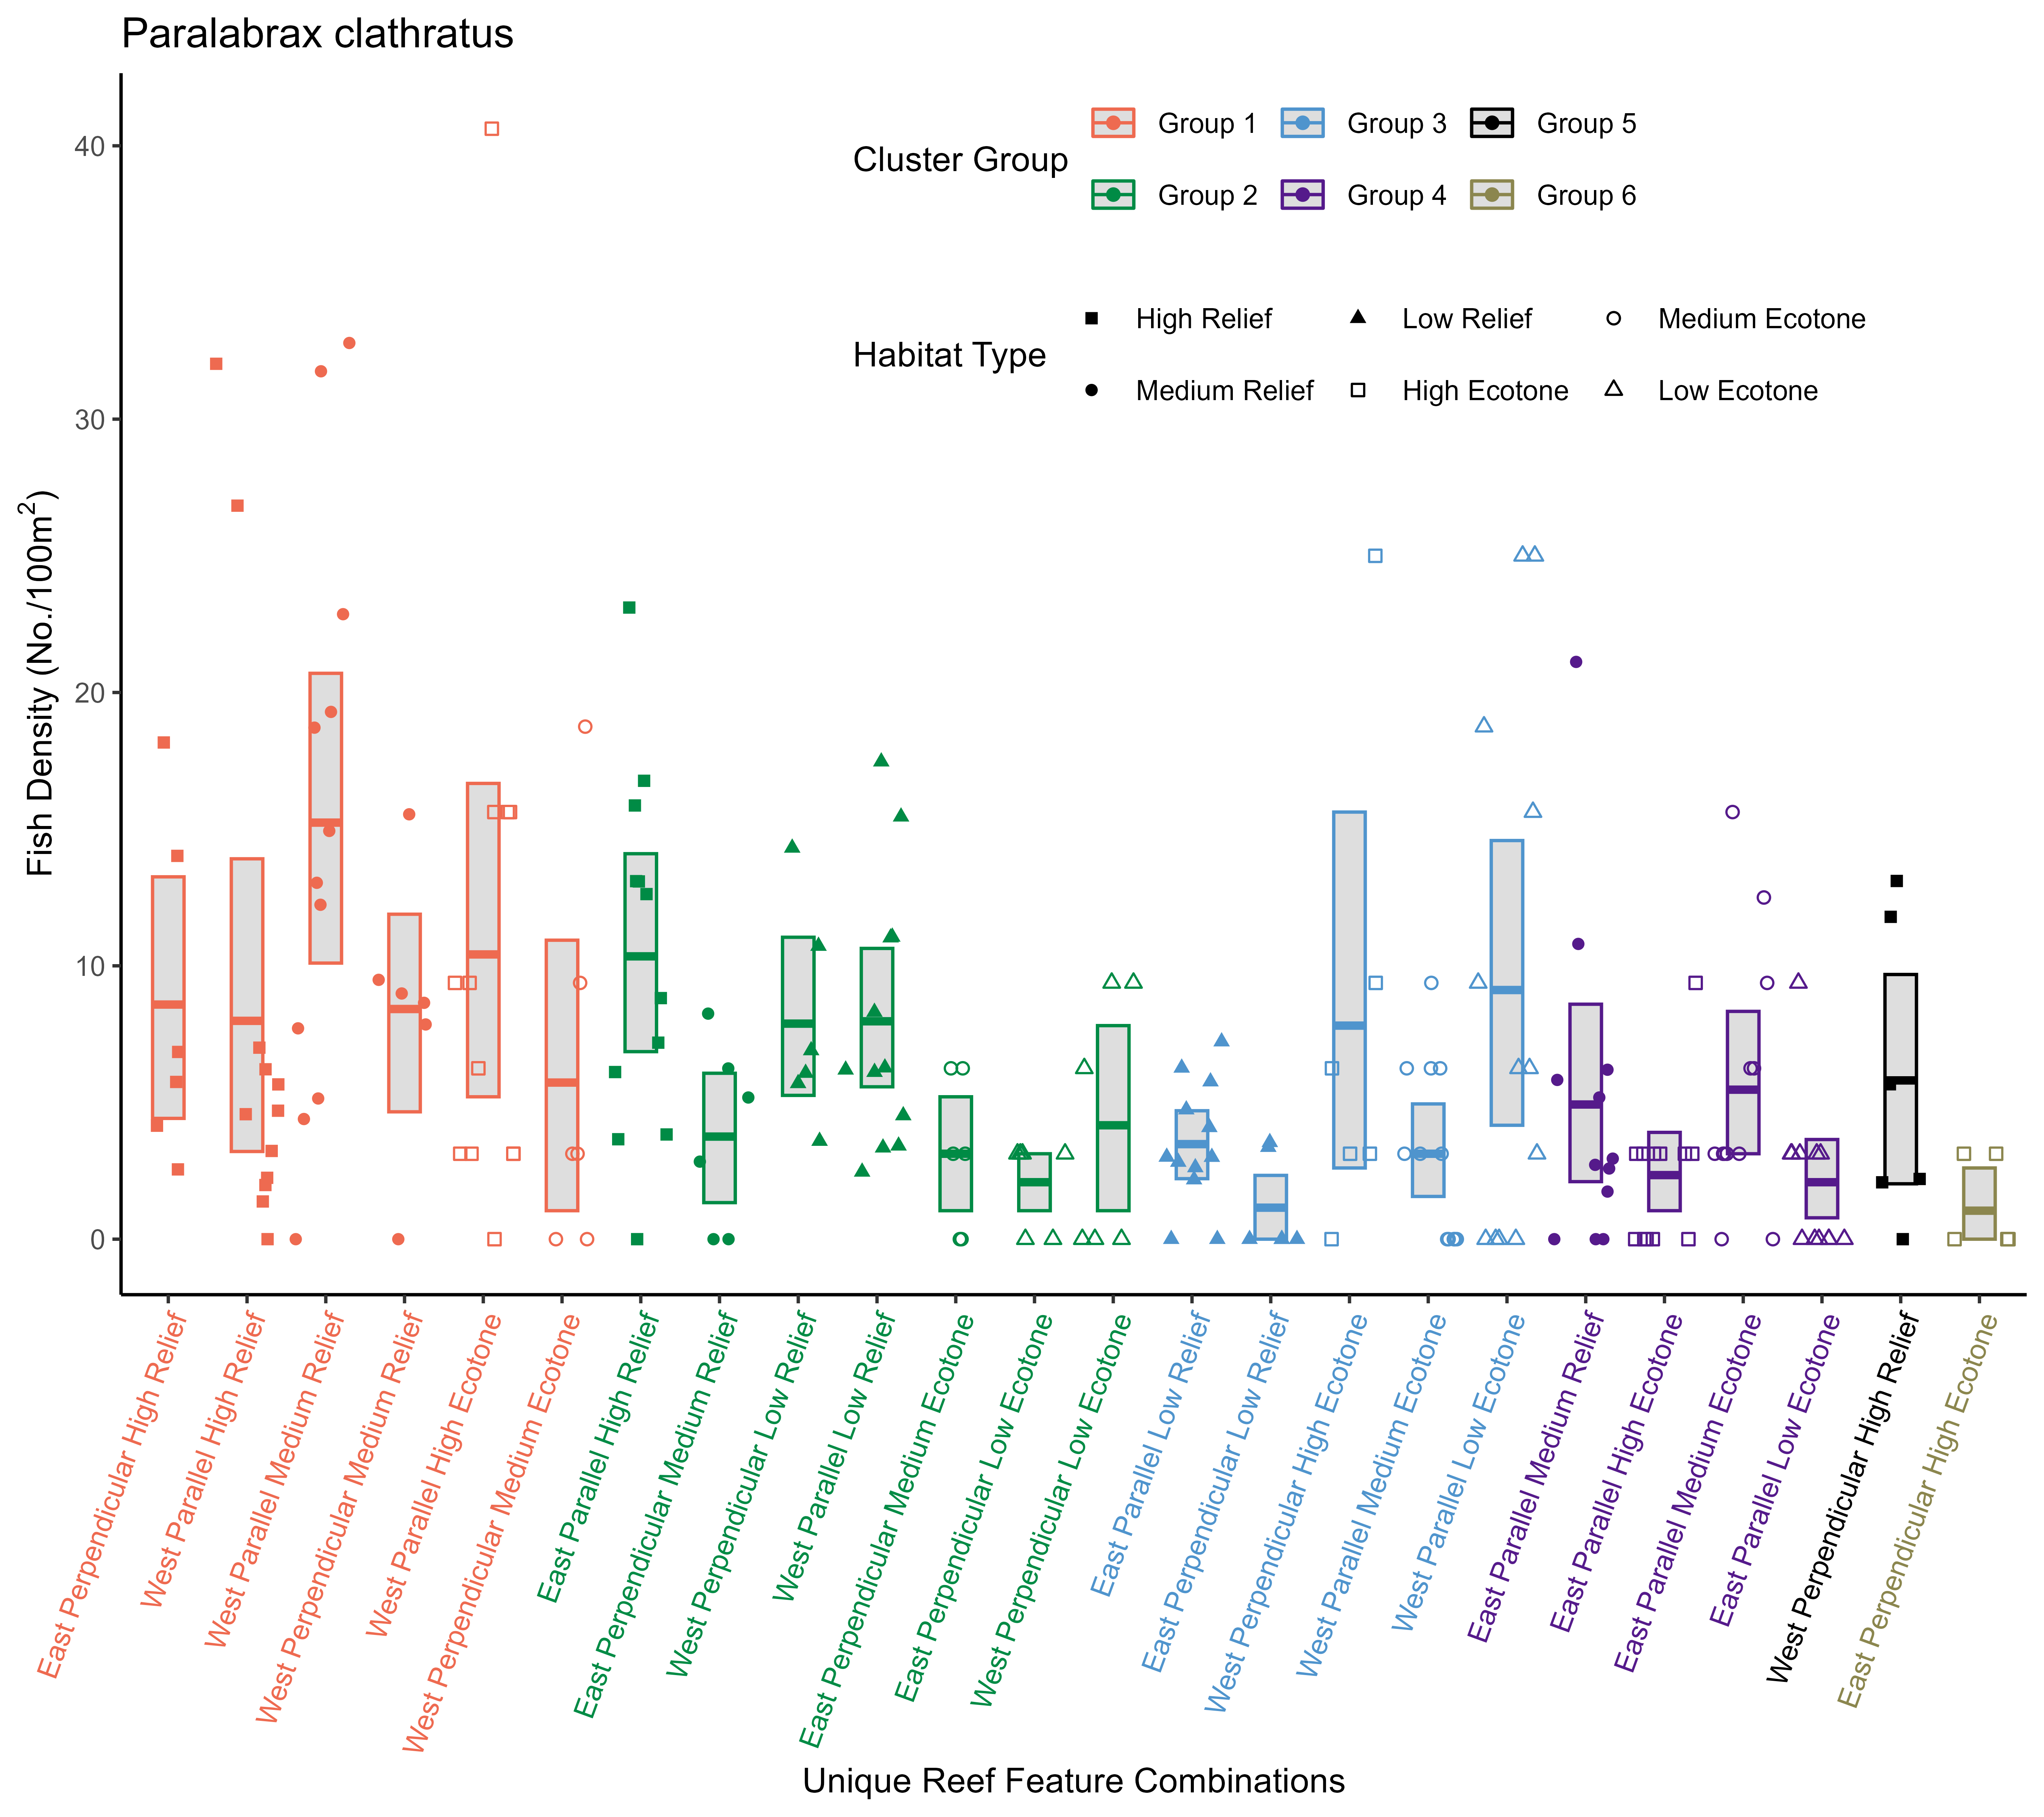 Paralabrax clathratus
Cluster Group
Group 1
Group 3
Group 5
Group 2
Group 4
Group 6
Habitat Type
High Relief
Low Relief
Medium Ecotone
Medium Relief
High Ecotone
Low Ecotone
Fish Density (No./100m²)
40
30
20
10
0
East Perpendicular High Relief
West Parallel High Relief
West Parallel Medium Relief
West Perpendicular Medium Relief
West Parallel High Ecotone
West Perpendicular Medium Ecotone
East Parallel High Relief
East Perpendicular Medium Relief
West Perpendicular Low Relief
West Parallel Low Relief
East Perpendicular Medium Ecotone
East Perpendicular Low Ecotone
West Perpendicular Low Ecotone
East Parallel Low Relief
East Perpendicular Low Relief
West Perpendicular High Ecotone
West Parallel Medium Ecotone
West Parallel Low Ecotone
East Parallel Medium Relief
East Parallel High Ecotone
East Parallel Medium Ecotone
East Parallel Low Ecotone
West Perpendicular High Relief
East Perpendicular High Ecotone
Unique Reef Feature Combinations